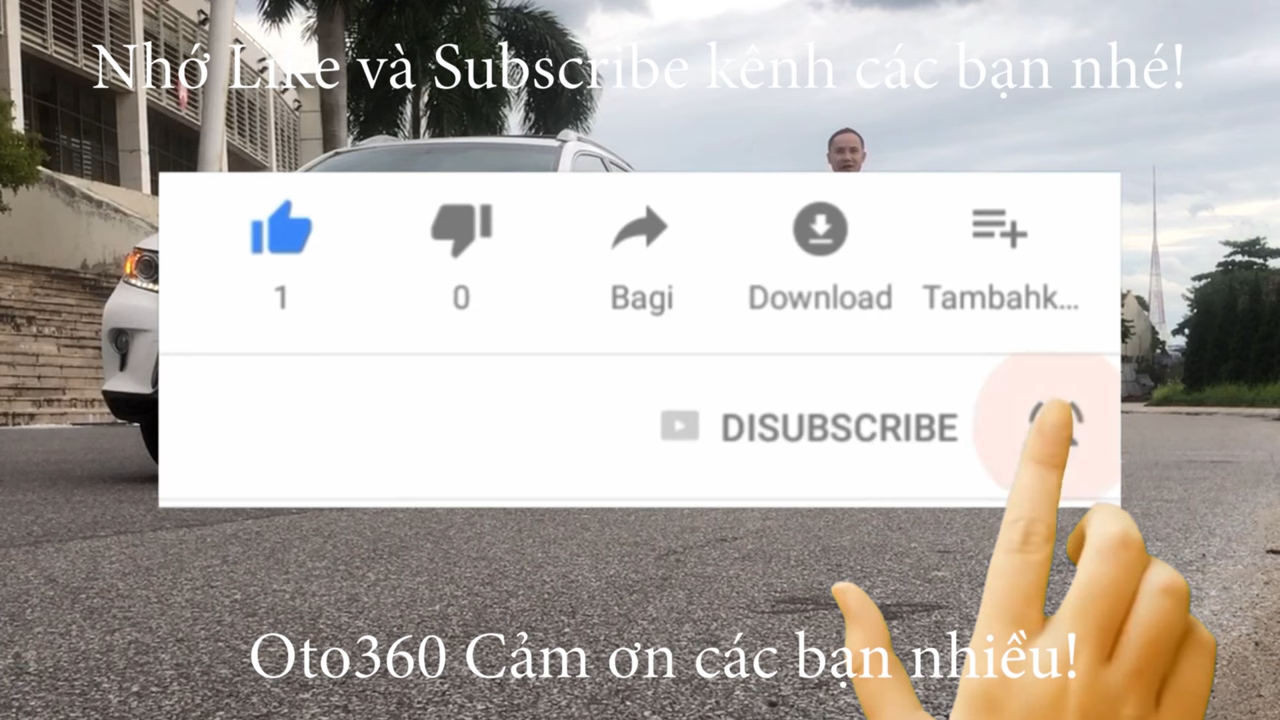 Nhớ Like và Subscribe kênh các bạn nhé!
1 0 Bagi Download Tambahk...
DISUBSCRIBE
Oto360 Cảm ơn các bạn nhiều!